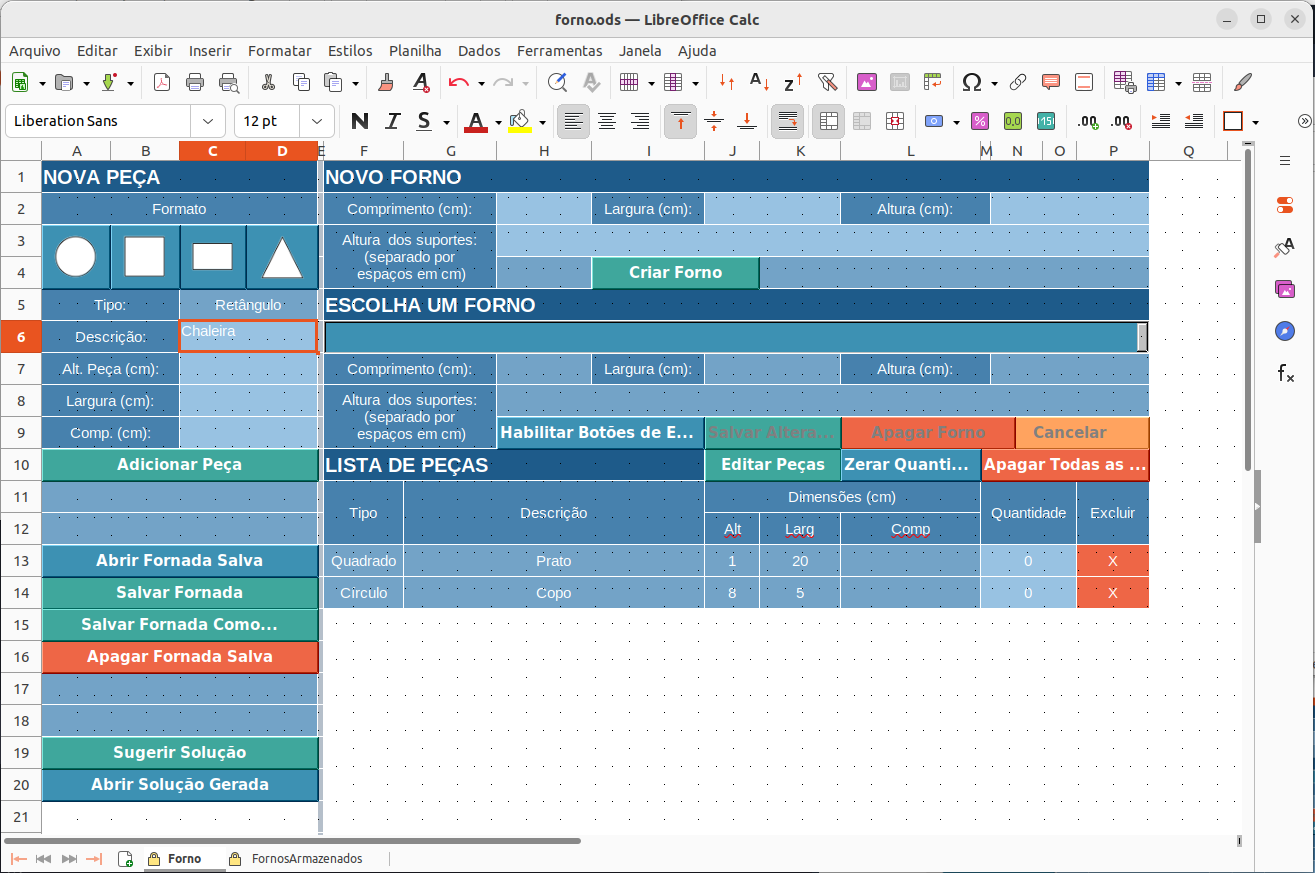 forno.ods — LibreOffice Calc
Arquivo Editar Exibir Inserir Formatar Estilos Planilha Dados Ferramentas Janela Ajuda
Liberation Sans 12 pt N I S A
A B C D E F G H I J K L M N O P Q
1 NOVA PEÇA NOVO FORNO
2 Formato Comprimento (cm): Largura (cm): Altura (cm):
3 Altura dos suportes:
(separado por
4 espaços em cm) Criar Forno
5 Tipo: Retângulo ESCOLHA UM FORNO
6 Descrição: Chaleira
7 Alt. Peça (cm): Comprimento (cm): Largura (cm): Altura (cm):
8 Largura (cm): Altura dos suportes:
(separado por
9 Comp. (cm): espaços em cm) Habilitar Botões de E... Salvar Altera... Apagar Forno Cancelar
10 Adicionar Peça LISTA DE PEÇAS Editar Peças Zerar Quanti... Apagar Todas as ...
11 Tipo Descrição Dimensões (cm) Quantidade Excluir
12 Alt Larg Comp
13 Abrir Fornada Salva Quadrado Prato 1 20 0 X
14 Salvar Fornada Círculo Copo 8 5 0 X
15 Salvar Fornada Como...
16 Apagar Fornada Salva
17
18
19 Sugerir Solução
20 Abrir Solução Gerada
21
Forno FornosArmazenados